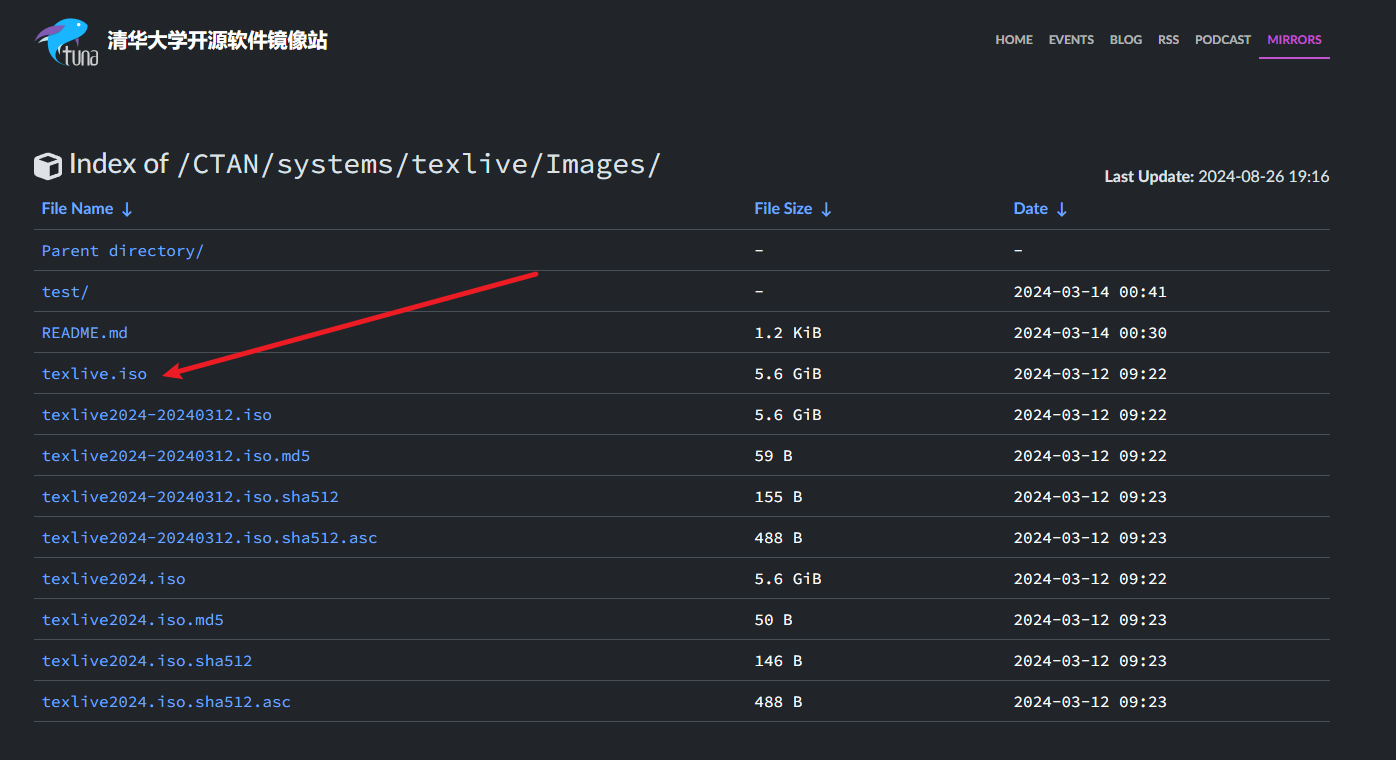 tuna 清华大学开源软件镜像站 HOME EVENTS BLOG RSS PODCAST MIRRORS
Index of /CTAN/systems/texlive/Images/
Last Update: 2024-08-26 19:16
File Name ↓ File Size ↓ Date ↓
Parent directory/ - -
test/ - 2024-03-14 00:41
README.md 1.2 KiB 2024-03-14 00:30
texlive.iso 5.6 GiB 2024-03-12 09:22
texlive2024-20240312.iso 5.6 GiB 2024-03-12 09:22
texlive2024-20240312.iso.md5 59 B 2024-03-12 09:22
texlive2024-20240312.iso.sha512 155 B 2024-03-12 09:23
texlive2024-20240312.iso.sha512.asc 488 B 2024-03-12 09:23
texlive2024.iso 5.6 GiB 2024-03-12 09:22
texlive2024.iso.md5 50 B 2024-03-12 09:23
texlive2024.iso.sha512 146 B 2024-03-12 09:23
texlive2024.iso.sha512.asc 488 B 2024-03-12 09:23